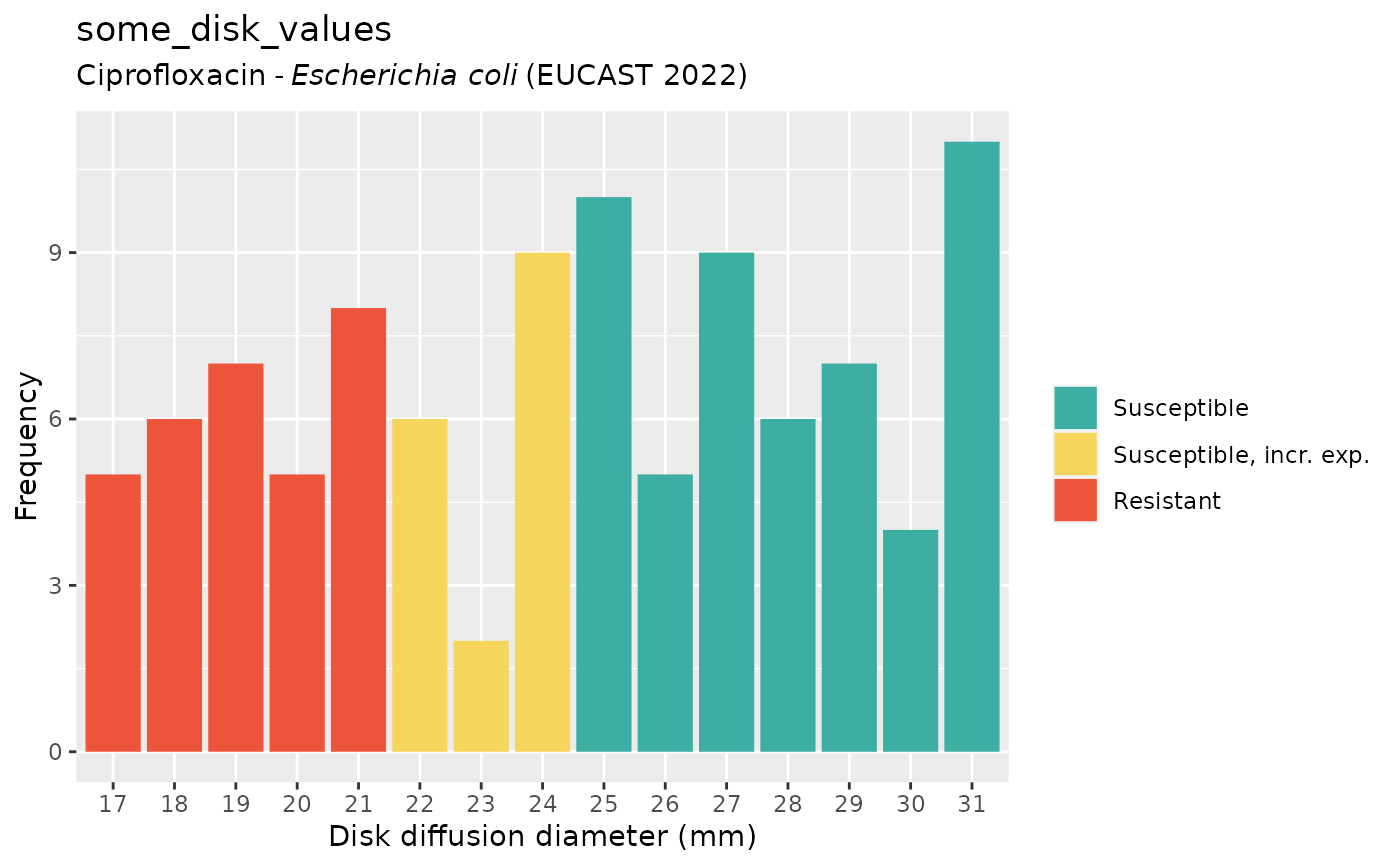 some_disk_values
Ciprofloxacin - Escherichia coli (EUCAST 2022)
Frequency
9
6
3
0
17 18 19 20 21 22 23 24 25 26 27 28 29 30 31
Disk diffusion diameter (mm)
Susceptible
Susceptible, incr. exp.
Resistant